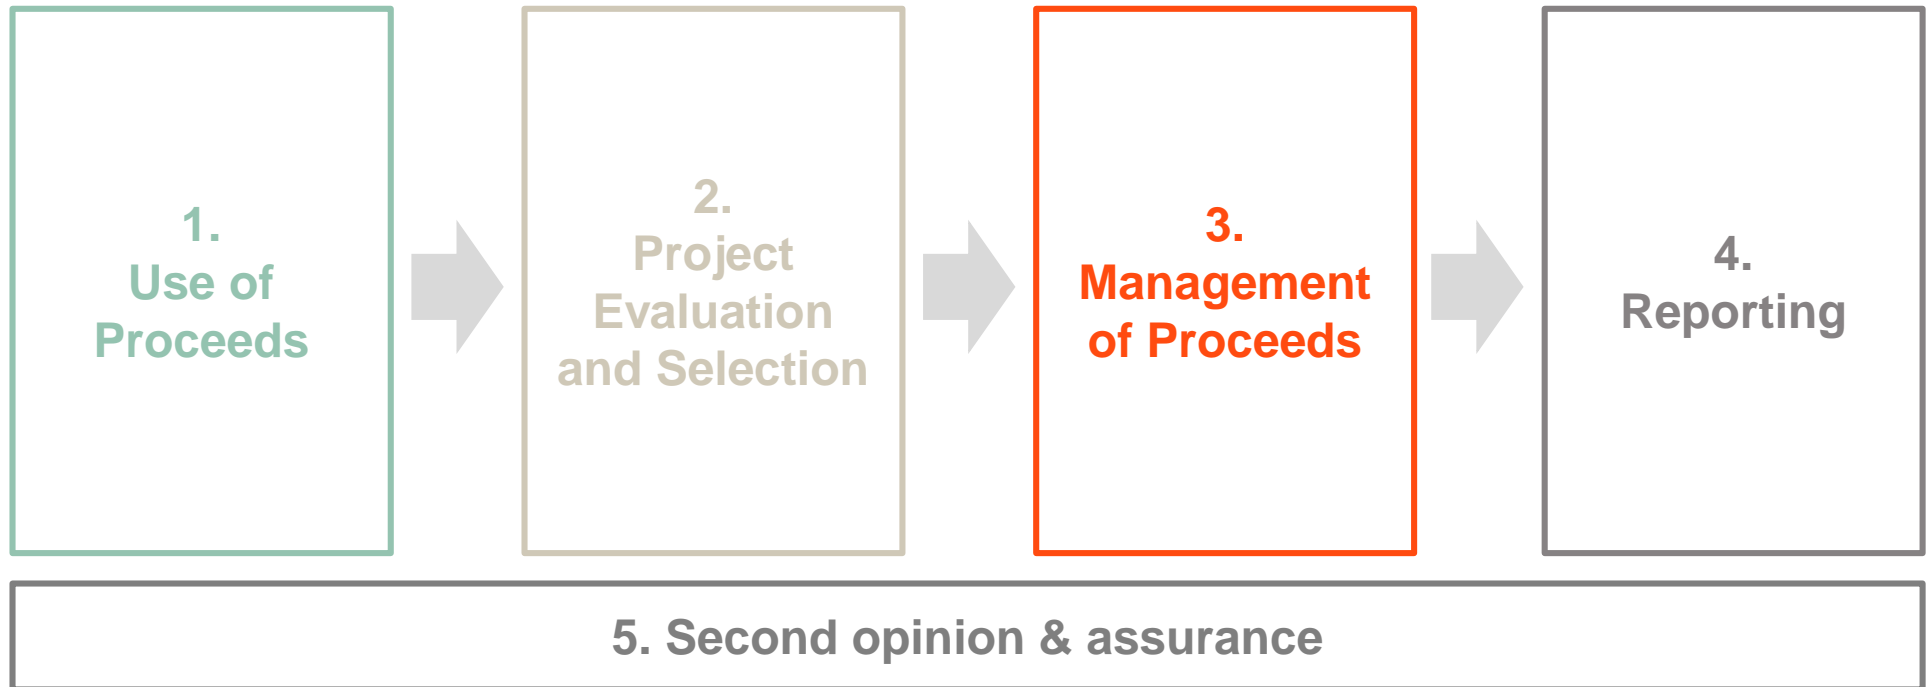 1.
Use of
Proceeds
2.
Project
Evaluation
and Selection
3.
Management
of Proceeds
4.
Reporting
5. Second opinion & assurance